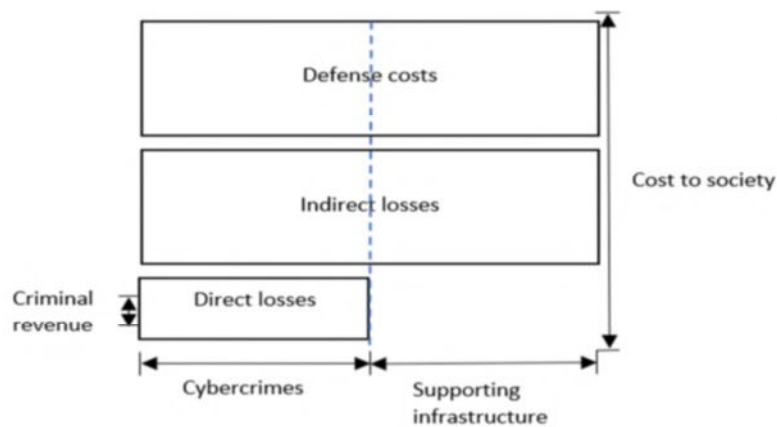 Defense costs
Indirect losses
Cost to society
Direct losses
Criminal
revenue
Cybercrimes
Supporting
infrastructure